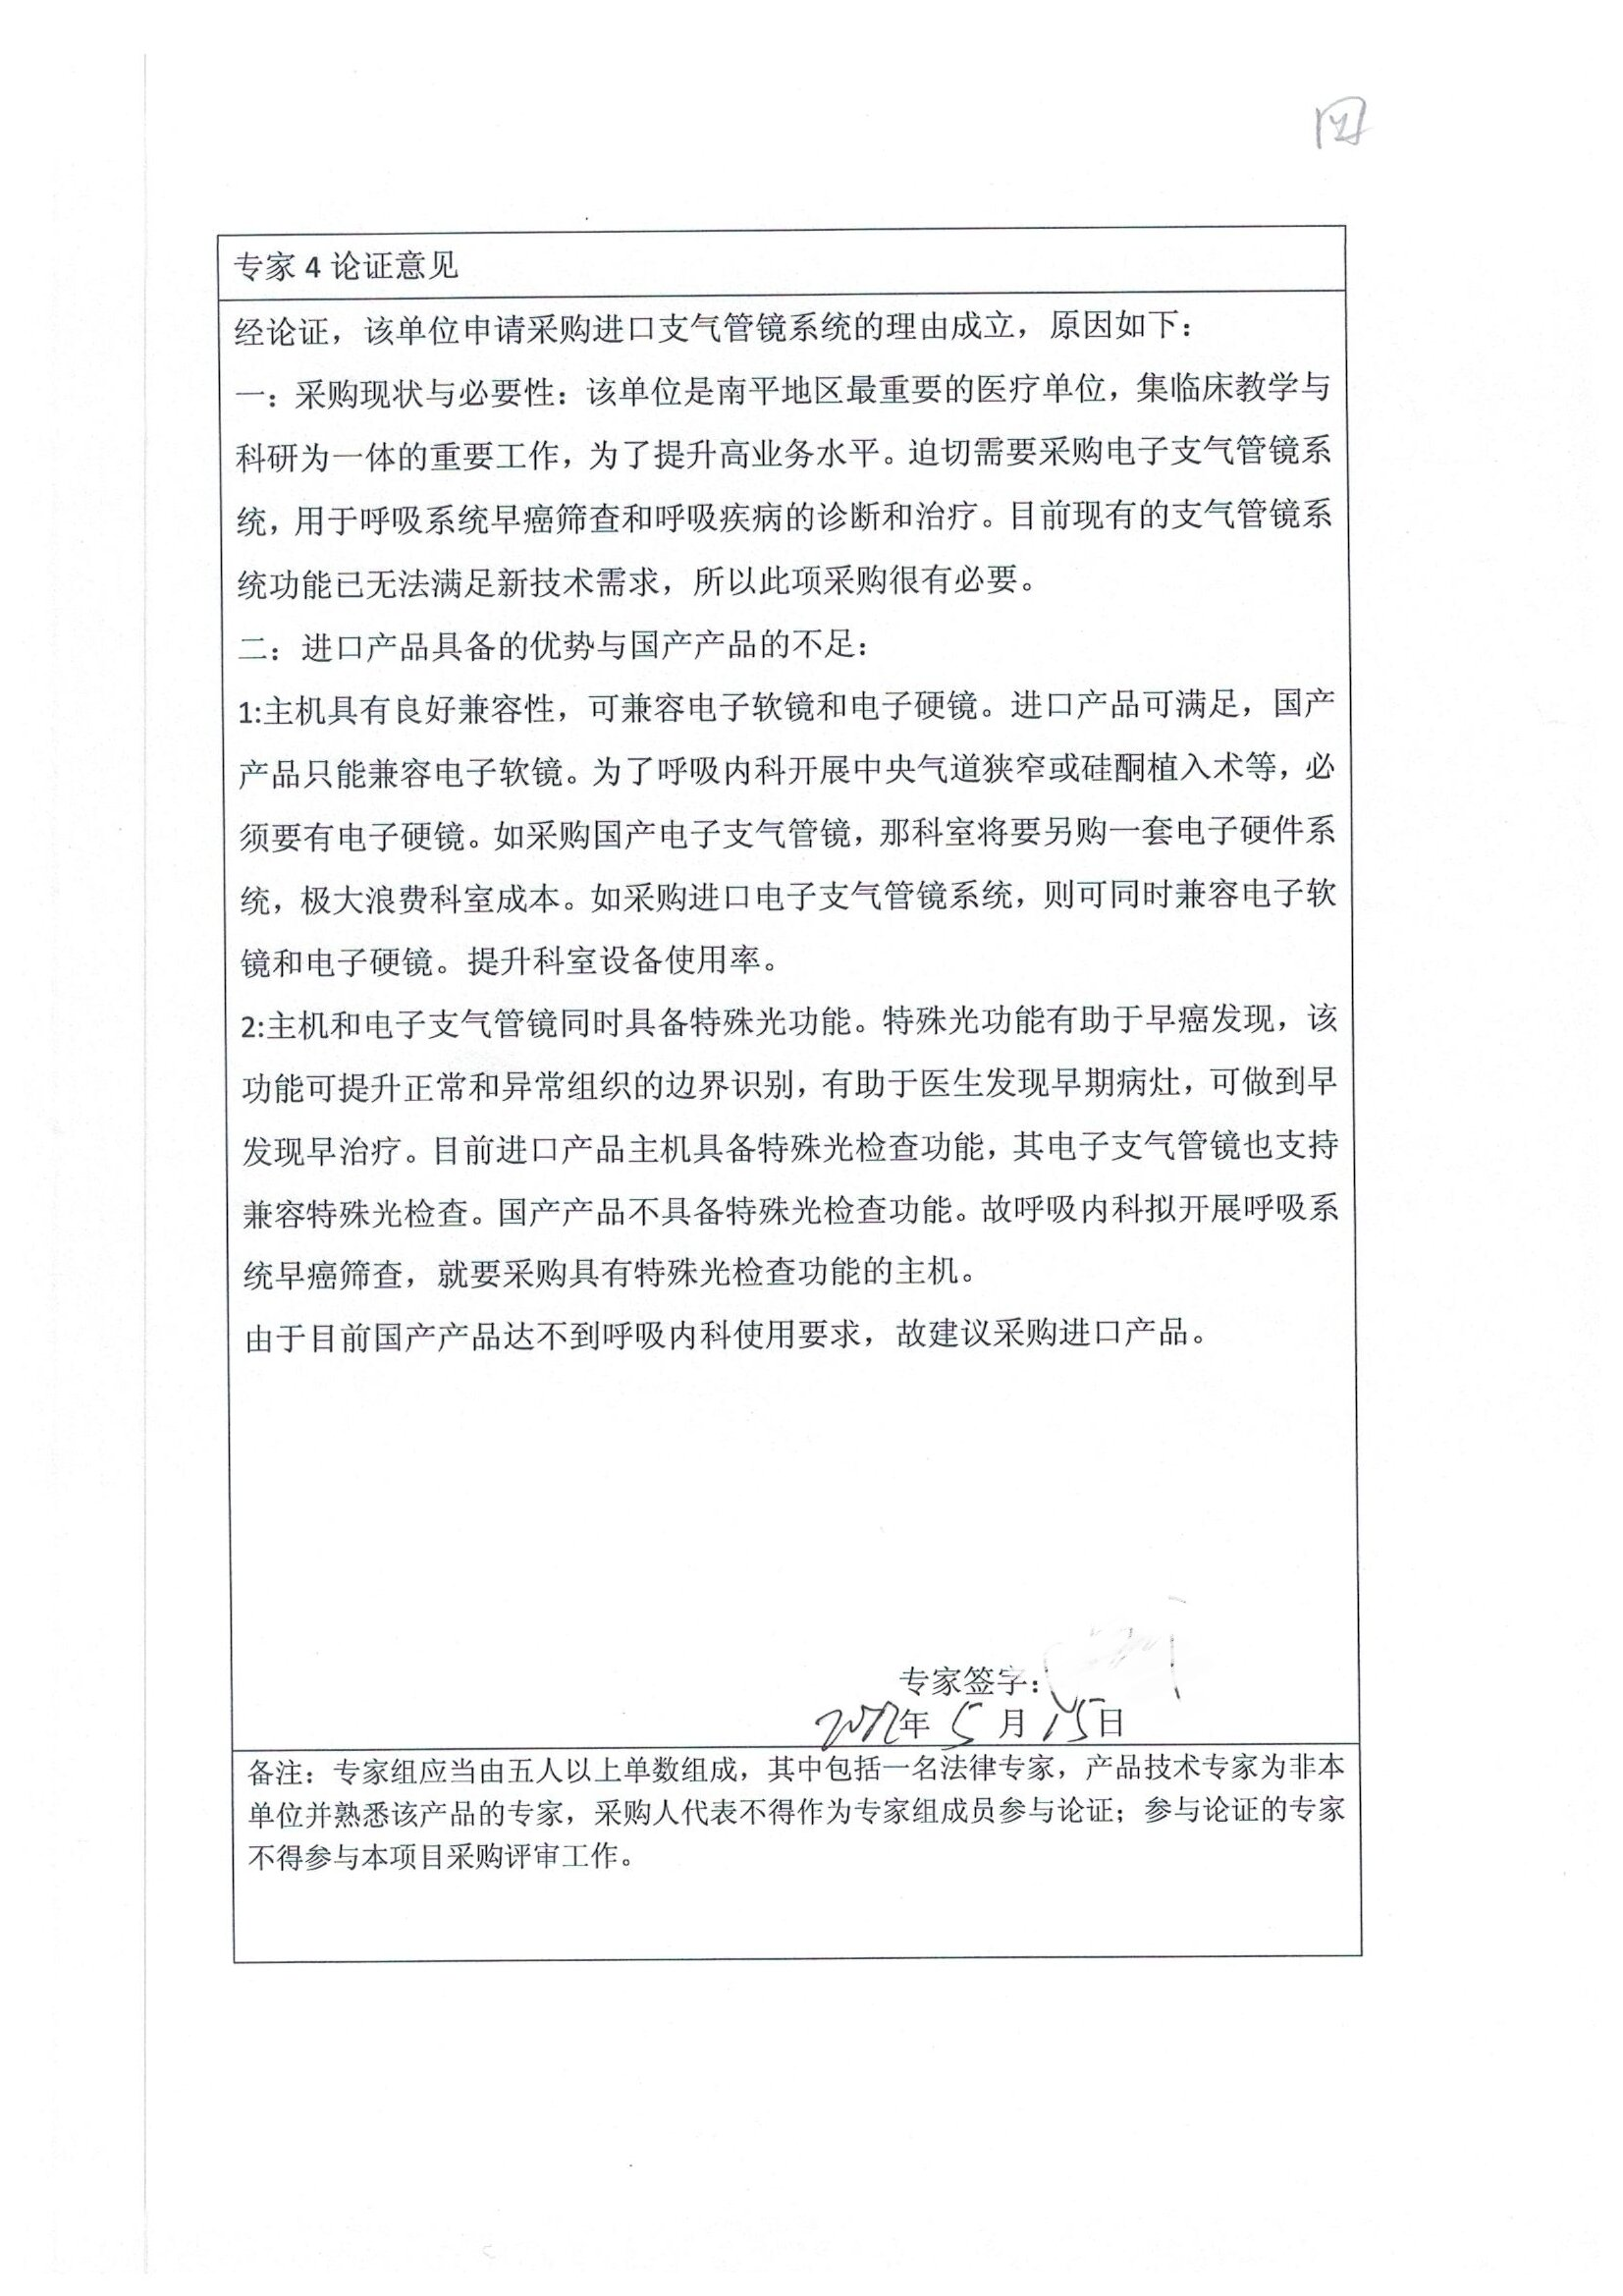 专家 4 论证意见
经论证，该单位申请采购进口支气管镜系统的理由成立，原因如下：
一：采购现状与必要性：该单位是南平地区最重要的医疗单位，集临床教学与
科研为一体的重要工作，为了提升高业务水平。迫切需要采购电子支气管镜系
统，用于呼吸系统早癌筛查和呼吸疾病的诊断和治疗。目前现有的支气管镜系
统功能已无法满足新技术需求，所以此项采购很有必要。
二：进口产品具备的优势与国产产品的不足：
1:主机具有良好兼容性，可兼容电子软镜和电子硬镜。进口产品可满足，国产
产品只能兼容电子软镜。为了呼吸内科开展中央气道狭窄或硅酮植入术等，必
须要有电子硬镜。如采购国产电子支气管镜，那科室将要另购一套电子硬件系
统，极大浪费科室成本。如采购进口电子支气管镜系统，则可同时兼容电子软
镜和电子硬镜。提升科室设备使用率。
2:主机和电子支气管镜同时具备特殊光功能。特殊光功能有助于早癌发现，该
功能可提升正常和异常组织的边界识别，有助于医生发现早期病灶，可做到早
发现早治疗。目前进口产品主机具备特殊光检查功能，其电子支气管镜也支持
兼容特殊光检查。国产产品不具备特殊光检查功能。故呼吸内科拟开展呼吸系
统早癌筛查，就要采购具有特殊光检查功能的主机。
由于目前国产产品达不到呼吸内科使用要求，故建议采购进口产品。
专家签字：
年 5 月 15 日
备注：专家组应当由五人以上单数组成，其中包括一名法律专家，产品技术专家为非本
单位并熟悉该产品的专家，采购人代表不得作为专家组成员参与论证；参与论证的专家
不得参与本项目采购评审工作。